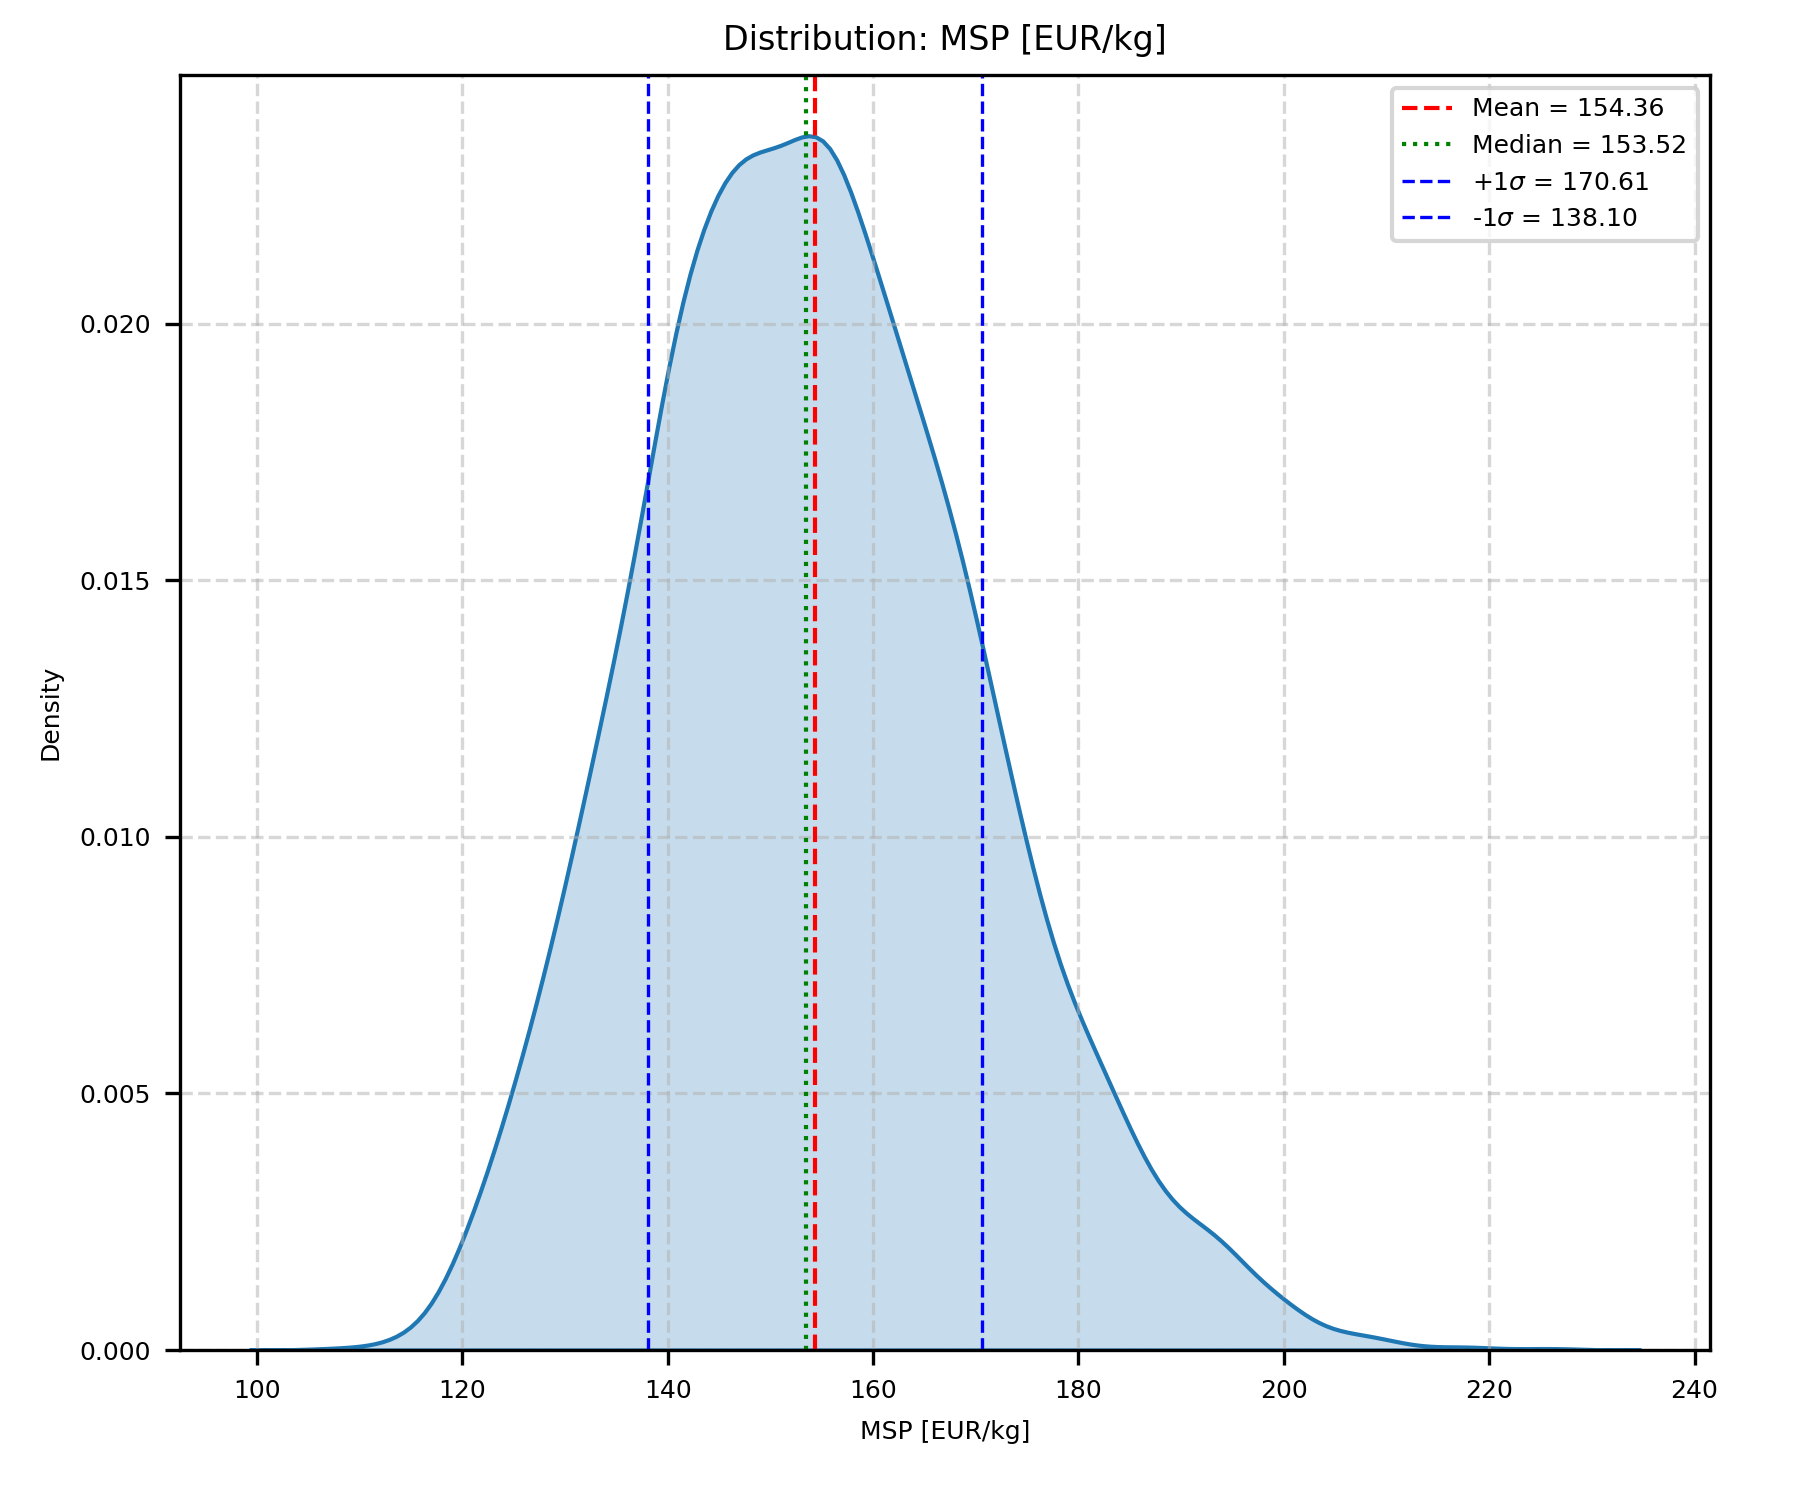 Distribution: MSP [EUR/kg]
Mean = 154.36
Median = 153.52
+1σ = 170.61
-1σ = 138.10
Density
0.020
0.015
0.010
0.005
0.000
100 120 140 160 180 200 220 240
MSP [EUR/kg]